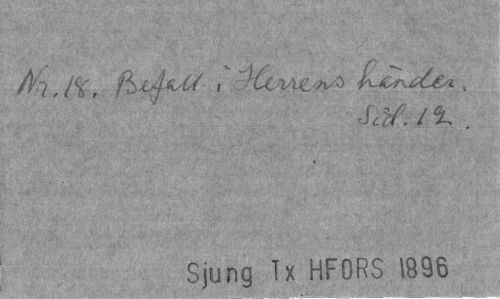 Nr. 18. Befall i Herrens händer.
Sid. 12.
Sjung Tx HFORS 1896